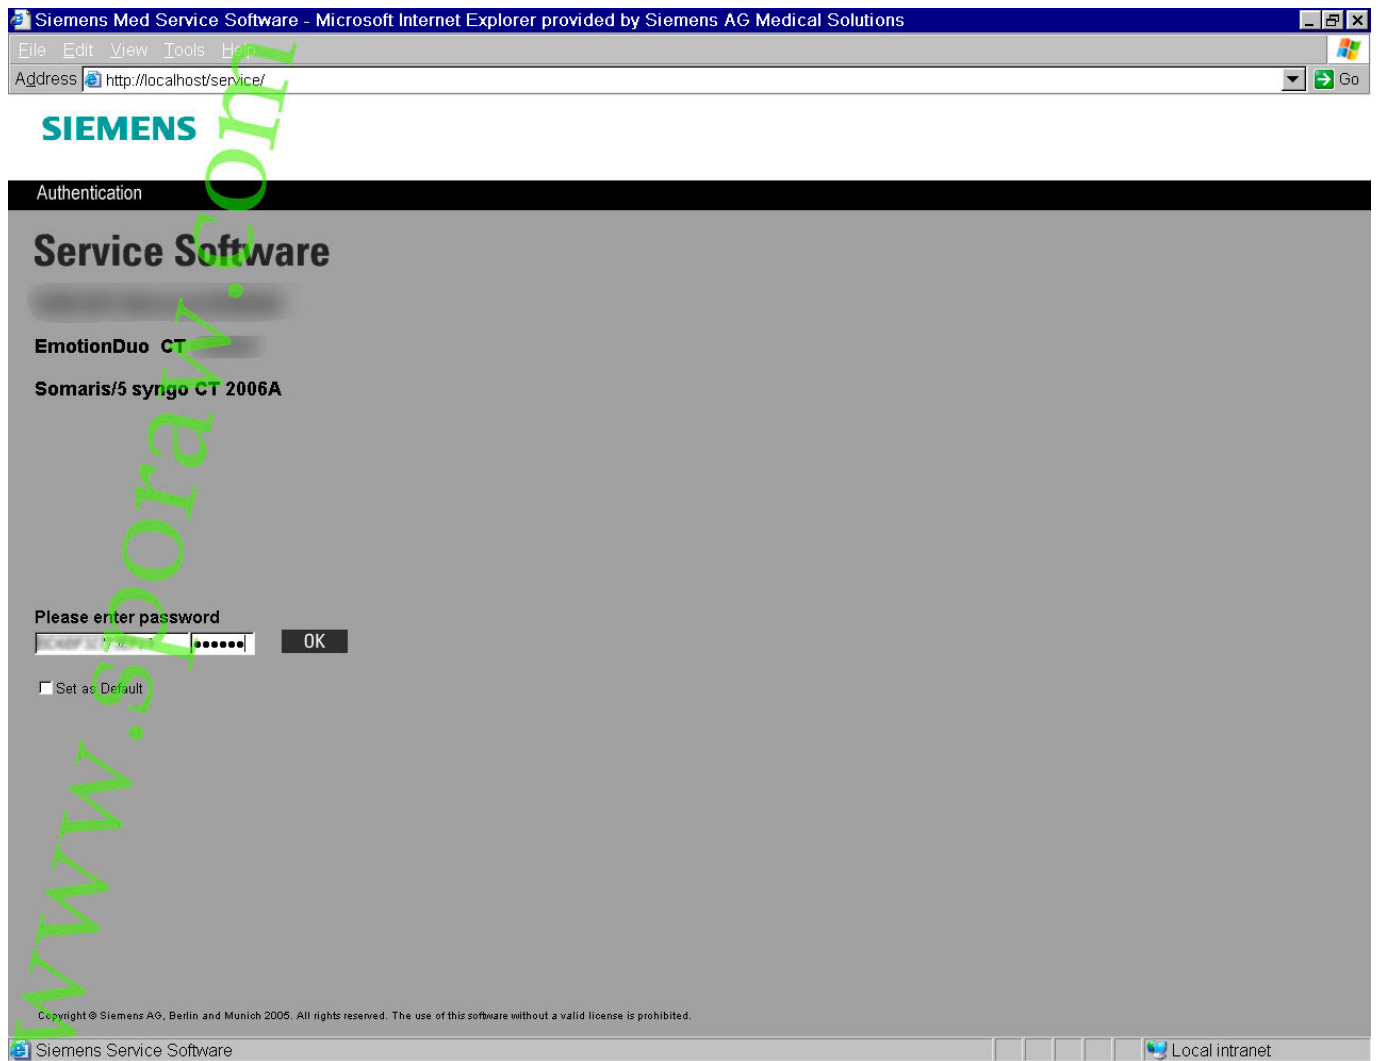 Siemens Med Service Software - Microsoft Internet Explorer provided by Siemens AG Medical Solutions
File Edit View Tools Help
Address http://localhost/service/ Go
SIEMENS
Authentication
Service Software
EmotionDuo CT
Somaris/5 syngo CT 2006A
Please enter password
•••••• OK
Set as Default
www.sporaw.com
Copyright © Siemens AG, Berlin and Munich 2005. All rights reserved. The use of this software without a valid license is prohibited.
Siemens Service Software Local intranet